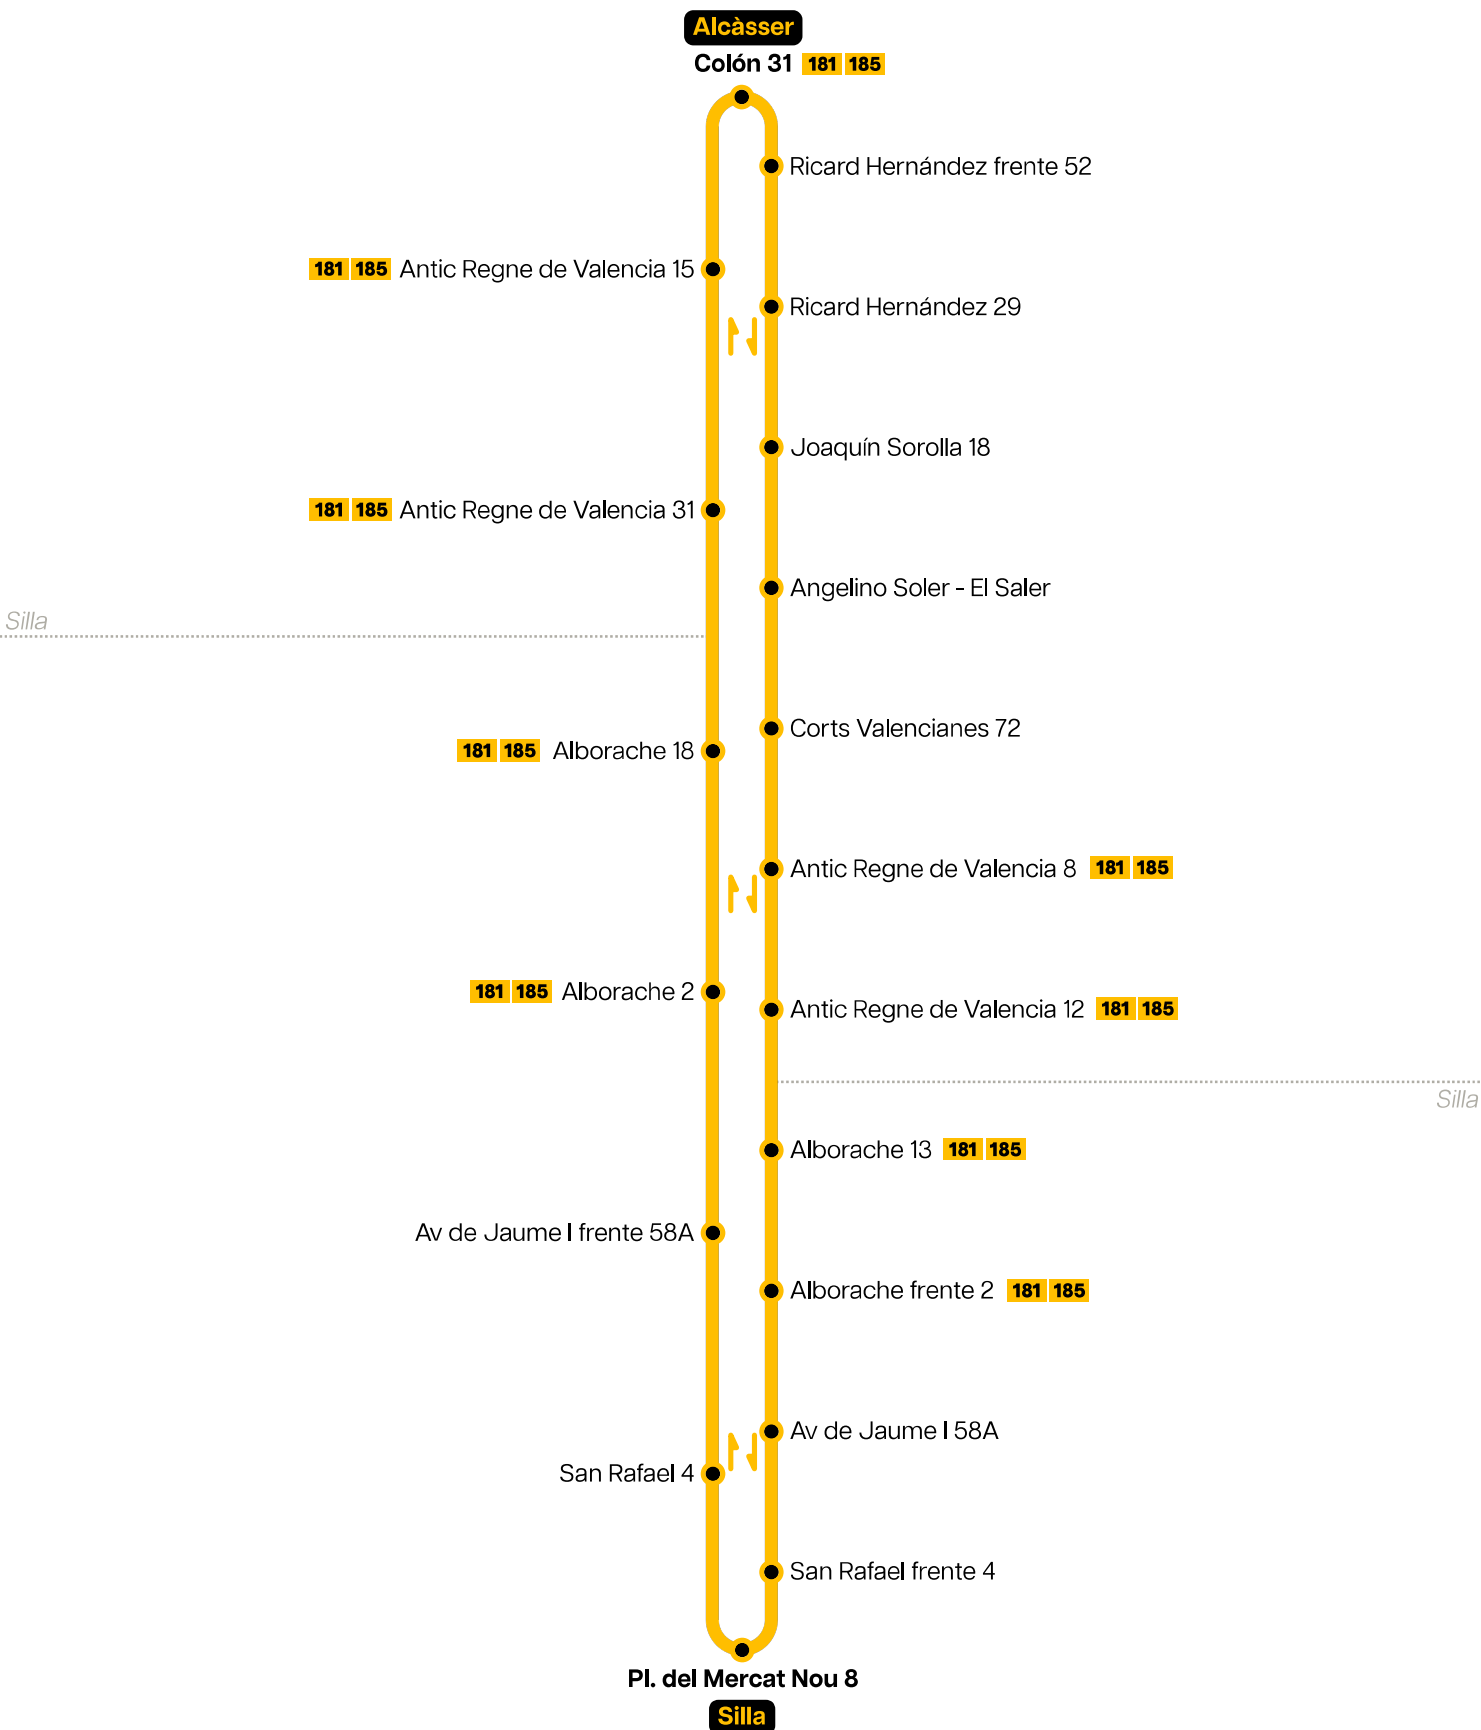 Alcàsser
Colón 31 181 185
Ricard Hernández frente 52
181 185 Antic Regne de Valencia 15
Ricard Hernández 29
Joaquín Sorolla 18
181 185 Antic Regne de Valencia 31
Angelino Soler - El Saler
Silla
Corts Valencianes 72
181 185 Alborache 18
Antic Regne de Valencia 8 181 185
181 185 Alborache 2
Antic Regne de Valencia 12 181 185
Silla
Alborache 13 181 185
Av de Jaume I frente 58A
Alborache frente 2 181 185
Av de Jaume I 58A
San Rafael 4
San Rafael frente 4
Pl. del Mercat Nou 8
Silla